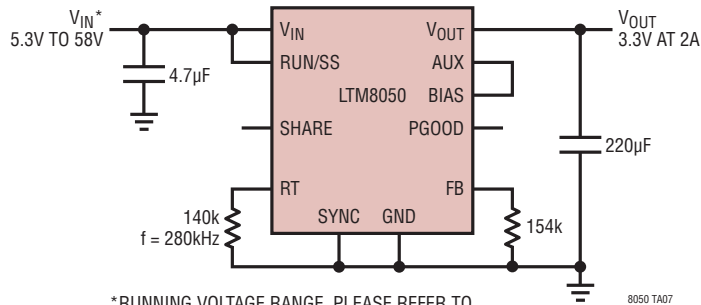 VIN*
5.3V TO 58V
4.7µF
VIN
RUN/SS
SHARE
RT
SYNC
GND
LTM8050
VOUT
AUX
BIAS
PGOOD
FB
VOUT
3.3V AT 2A
220µF
140k
f = 280kHz
154k
*RUNNING VOLTAGE RANGE. PLEASE REFER TO
8050 TA07